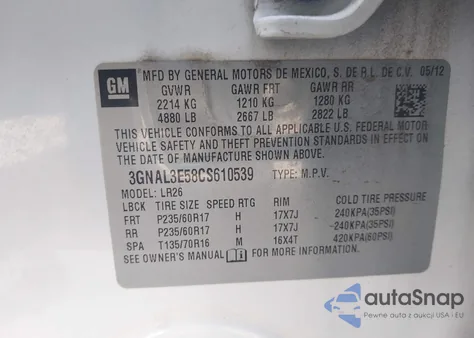 GM
MFD BY GENERAL MOTORS DE MEXICO, S. DE R.L. DE C.V. 05/12
GVWR GAWR FRT GAWR RR
2214 KG 1210 KG 1280 KG
4880 LB 2667 LB 2822 LB
THIS VEHICLE CONFORMS TO ALL APPLICABLE U.S. FEDERAL MOTOR
VEHICLE SAFETY AND THEFT PREVENTION STANDARDS IN EFFECT ON THE
DATE OF MANUFACTURE SHOWN ABOVE.
3GNAL3E58CS610539 TYPE: M.P.V.
MODEL: LR26
LBCK TIRE SIZE SPEED RTG RIM COLD TIRE PRESSURE
FRT P235/60R17 H 17X7J 240KPA(35PSI)
RR P235/60R17 H 17X7J 240KPA(35PSI)
SPA T135/70R16 M 16X4T 420KPA(60PSI)
SEE OWNER'S MANUAL FOR ADDITIONAL INFORMATION.
autoSnap
Pewne auta z aukcji USA i EU